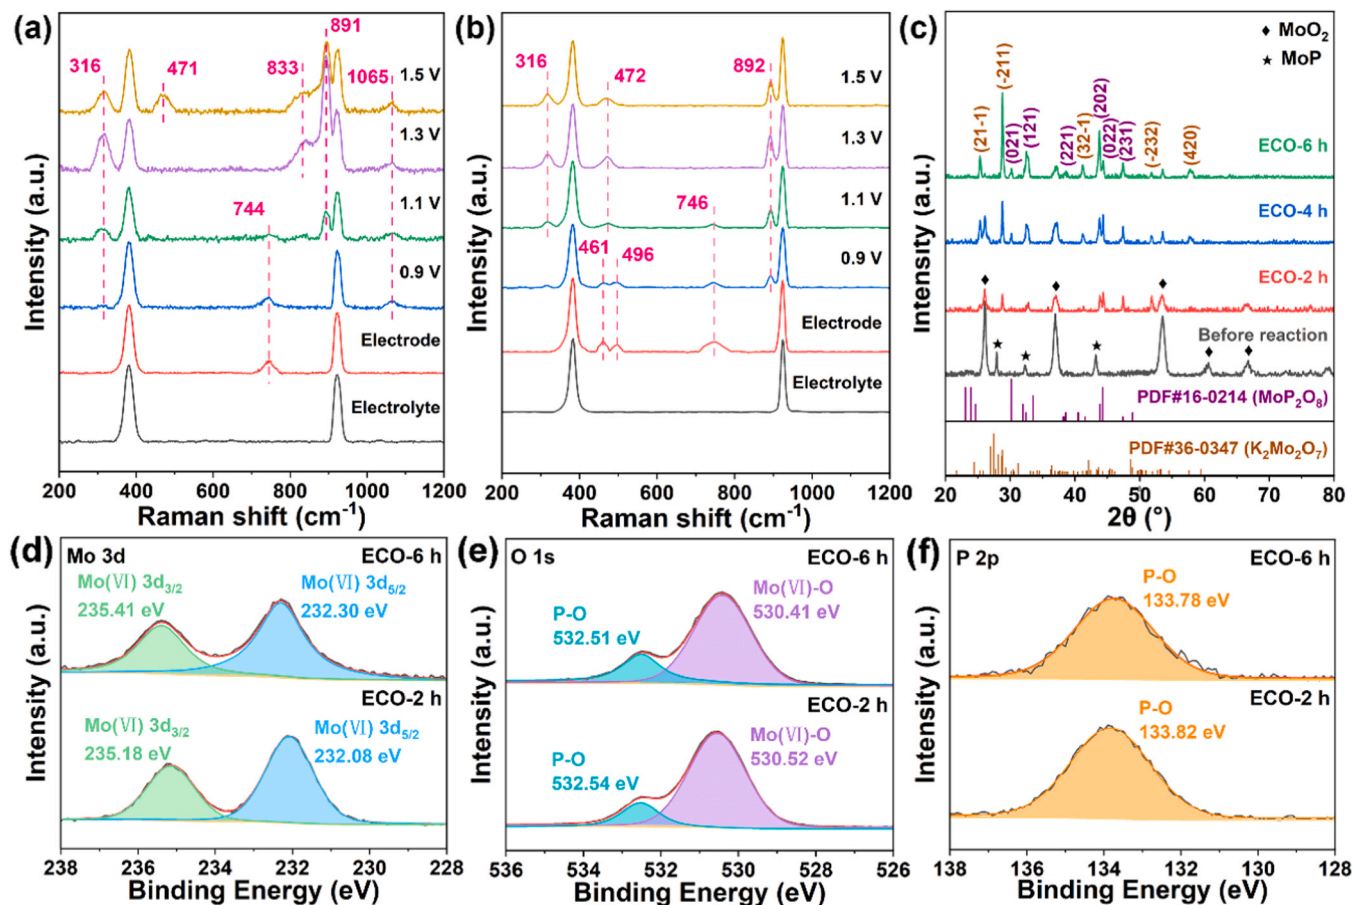 (a)
891
316
471
833
1065
1.5 V
1.3 V
1.1 V
744
0.9 V
Electrode
Electrolyte
Intensity (a.u.)
200 400 600 800 1000 1200
Raman shift (cm⁻¹)
(b)
316
472
892
1.5 V
1.3 V
1.1 V
746
461
496
0.9 V
Electrode
Electrolyte
Intensity (a.u.)
200 400 600 800 1000 1200
Raman shift (cm⁻¹)
(c)
♦ MoO₂
★ MoP
(21-1)
(-211)
(021)
(121)
(221)
(32-1)
(202)
(022)
(231)
(-232)
(420)
ECO-6 h
ECO-4 h
ECO-2 h
Before reaction
PDF#16-0214 (MoP₂O₈)
PDF#36-0347 (K₂Mo₂O₇)
Intensity (a.u.)
20 30 40 50 60 70 80
2θ (°)
(d)
Mo 3d
ECO-6 h
Mo(Ⅵ) 3d₃/₂
235.41 eV
Mo(Ⅵ) 3d₅/₂
232.30 eV
ECO-2 h
Mo(Ⅵ) 3d₃/₂
235.18 eV
Mo(Ⅵ) 3d₅/₂
232.08 eV
Intensity (a.u.)
238 236 234 232 230 228
Binding Energy (eV)
(e)
O 1s
ECO-6 h
P-O
532.51 eV
Mo(Ⅵ)-O
530.41 eV
ECO-2 h
P-O
532.54 eV
Mo(Ⅵ)-O
530.52 eV
Intensity (a.u.)
536 534 532 530 528 526
Binding Energy (eV)
(f)
P 2p
ECO-6 h
P-O
133.78 eV
ECO-2 h
P-O
133.82 eV
Intensity (a.u.)
138 136 134 132 130 128
Binding Energy (eV)